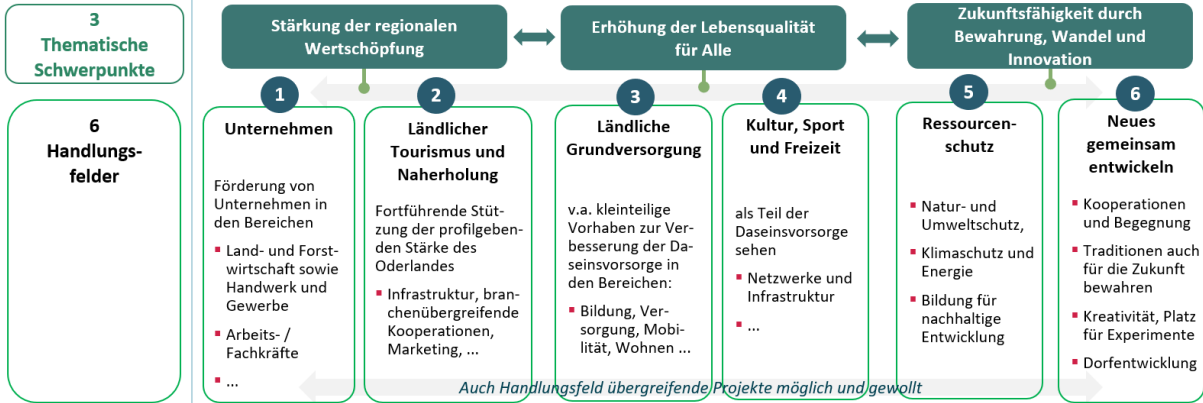 3
Thematische
Schwerpunkte
Stärkung der regionalen
Wertschöpfung
Erhöhung der Lebensqualität
für Alle
Zukunftsfähigkeit durch
Bewahrung, Wandel und
Innovation
6
Handlungs-
felder
1
Unternehmen
Förderung von
Unternehmen in
den Bereichen
Land- und Forst-
wirtschaft sowie
Handwerk und
Gewerbe
Arbeits- /
Fachkräfte
...
2
Ländlicher
Tourismus und
Naherholung
Fortführende Stüt-
zung der profilgeben-
den Stärke des
Oderlandes
Infrastruktur, bran-
chenübergreifende
Kooperationen,
Marketing, ...
3
Ländliche
Grundversorgung
v.a. kleinteilige
Vorhaben zur Ver-
besserung der Da-
seinsvorsorge in
den Bereichen:
Bildung, Ver-
sorgung, Mobi-
lität, Wohnen ...
4
Kultur, Sport
und Freizeit
als Teil der
Daseinsvorsorge
sehen
Netzwerke und
Infrastruktur
...
5
Ressourcen-
schutz
Natur- und
Umweltschutz,
Klimaschutz und
Energie
Bildung für
nachhaltige
Entwicklung
6
Neues
gemeinsam
entwickeln
Kooperationen
und Begegnung
Traditionen auch
für die Zukunft
bewahren
Kreativität, Platz
für Experimente
Dorfentwicklung
Auch Handlungsfeld übergreifende Projekte möglich und gewollt